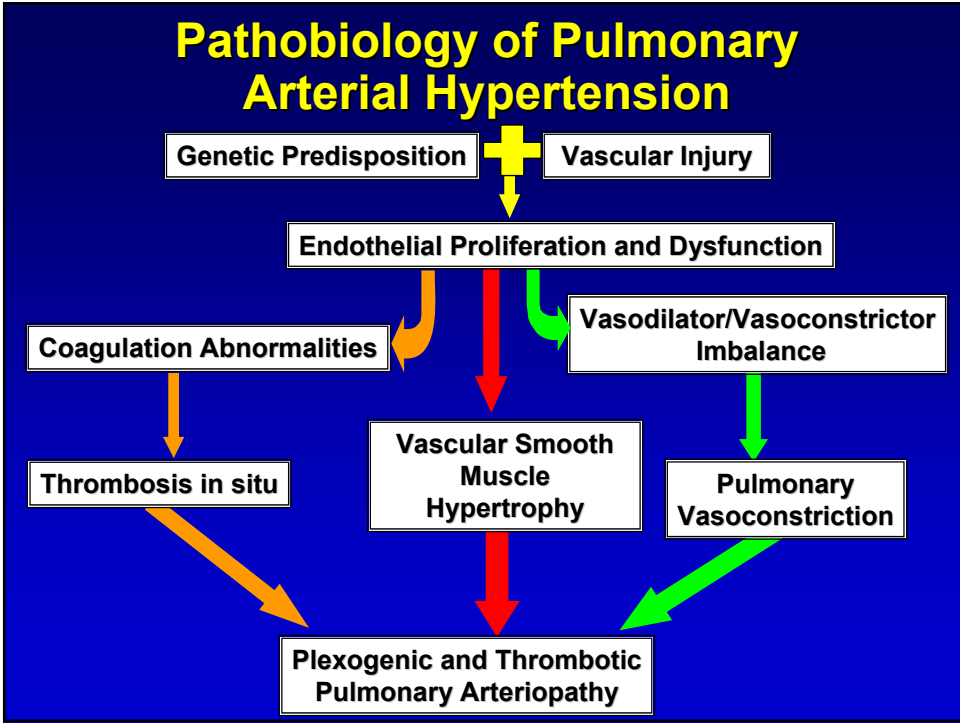 Pathobiology of Pulmonary
Arterial Hypertension
Genetic Predisposition
Vascular Injury
Endothelial Proliferation and Dysfunction
Coagulation Abnormalities
Vasodilator/Vasoconstrictor
Imbalance
Vascular Smooth
Muscle
Hypertrophy
Thrombosis in situ
Pulmonary
Vasoconstriction
Plexogenic and Thrombotic
Pulmonary Arteriopathy